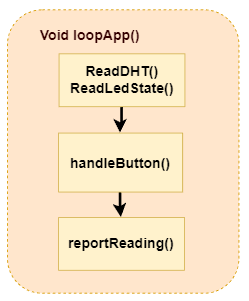 Void loopApp()
ReadDHT()
ReadLedState()
handleButton()
reportReading()